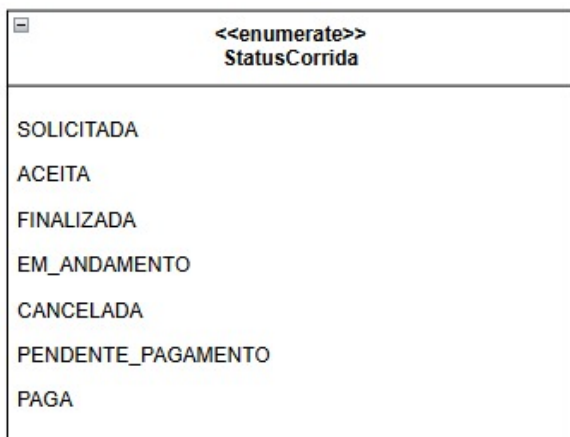 <<enumerate>>
StatusCorrida
SOLICITADA
ACEITA
FINALIZADA
EM_ANDAMENTO
CANCELADA
PENDENTE_PAGAMENTO
PAGA